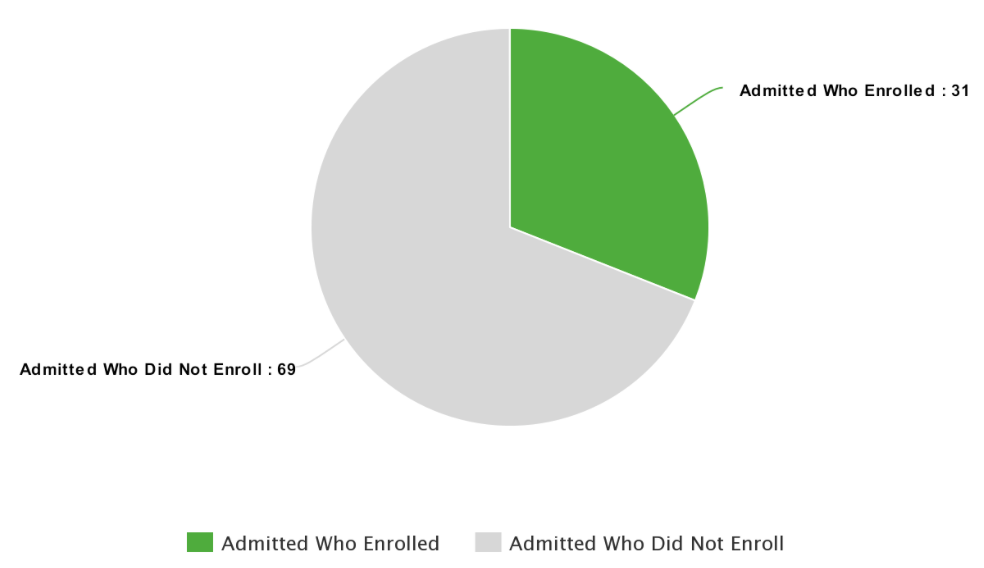 Admitted Who Enrolled : 31
Admitted Who Did Not Enroll : 69
Admitted Who Enrolled
Admitted Who Did Not Enroll